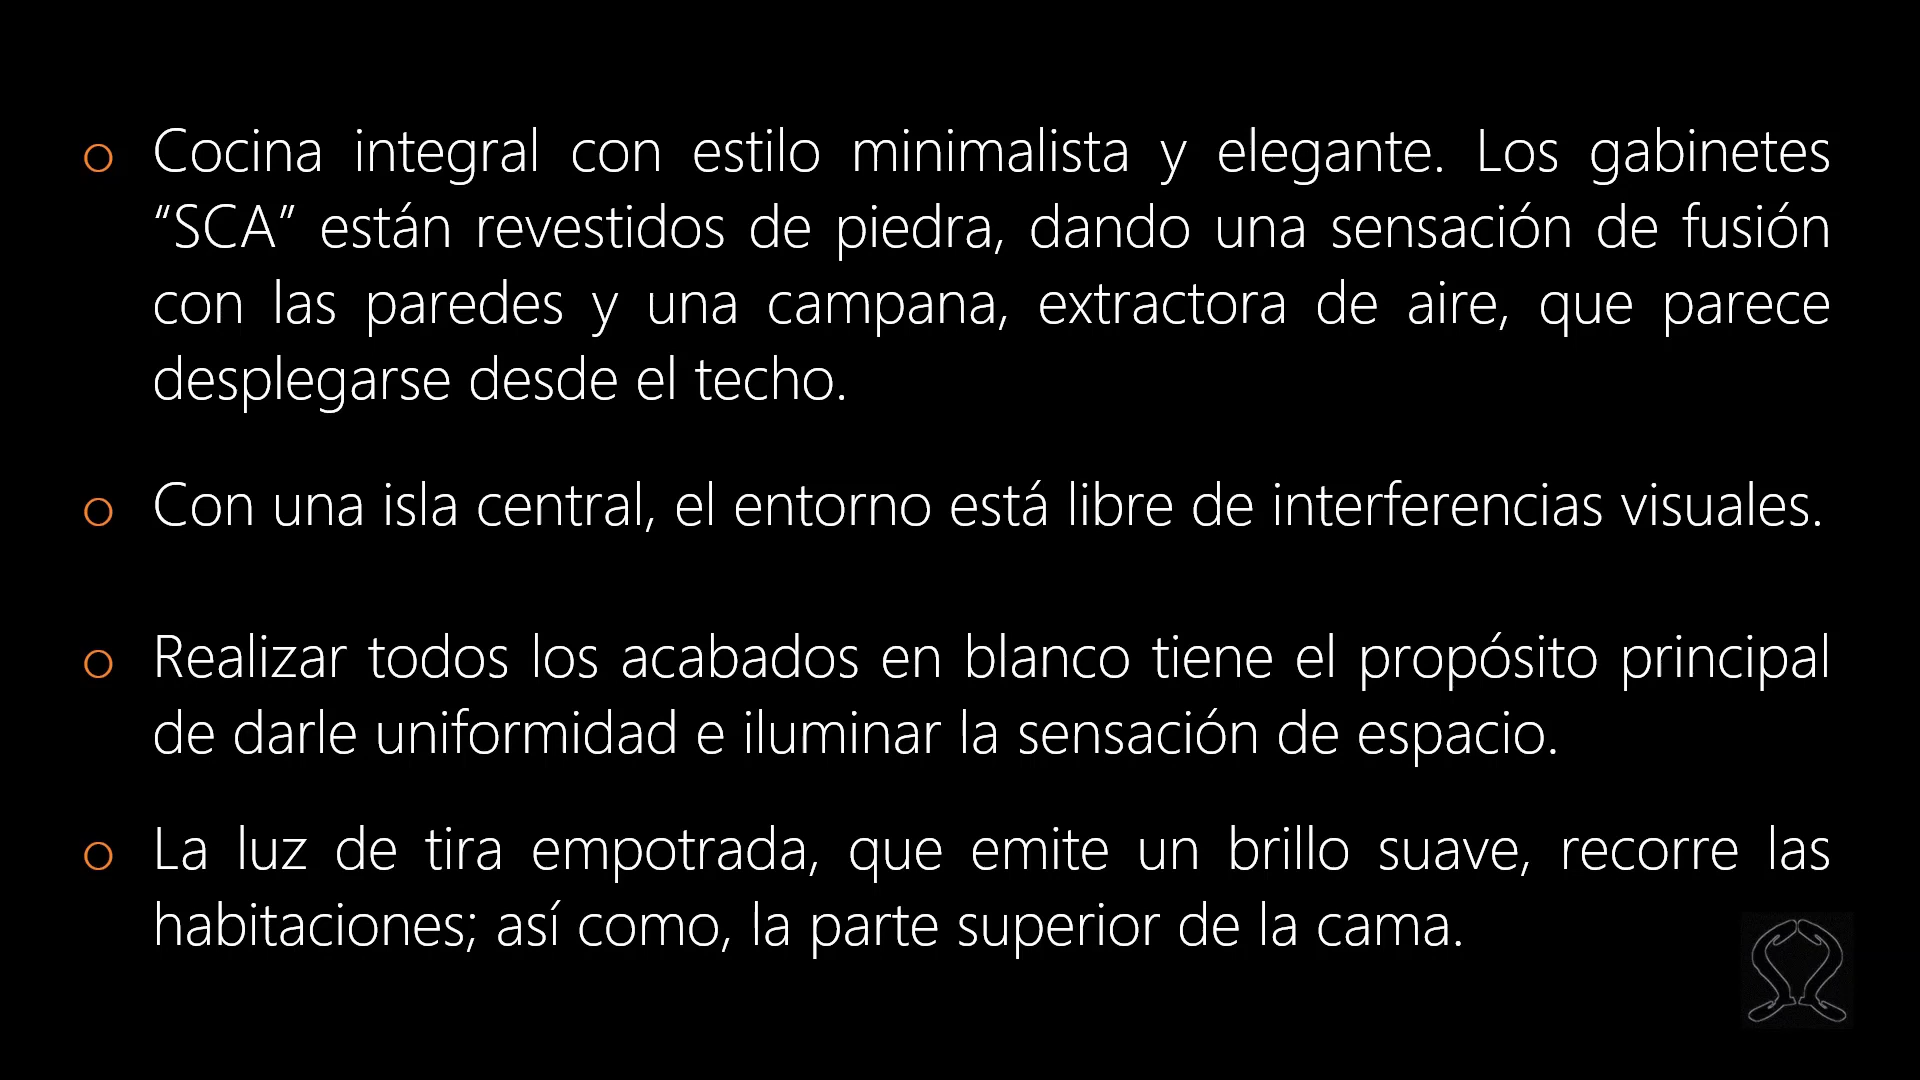 o Cocina integral con estilo minimalista y elegante. Los gabinetes
“SCA” están revestidos de piedra, dando una sensación de fusión
con las paredes y una campana, extractora de aire, que parece
desplegarse desde el techo.
o Con una isla central, el entorno está libre de interferencias visuales.
o Realizar todos los acabados en blanco tiene el propósito principal
de darle uniformidad e iluminar la sensación de espacio.
o La luz de tira empotrada, que emite un brillo suave, recorre las
habitaciones; así como, la parte superior de la cama.